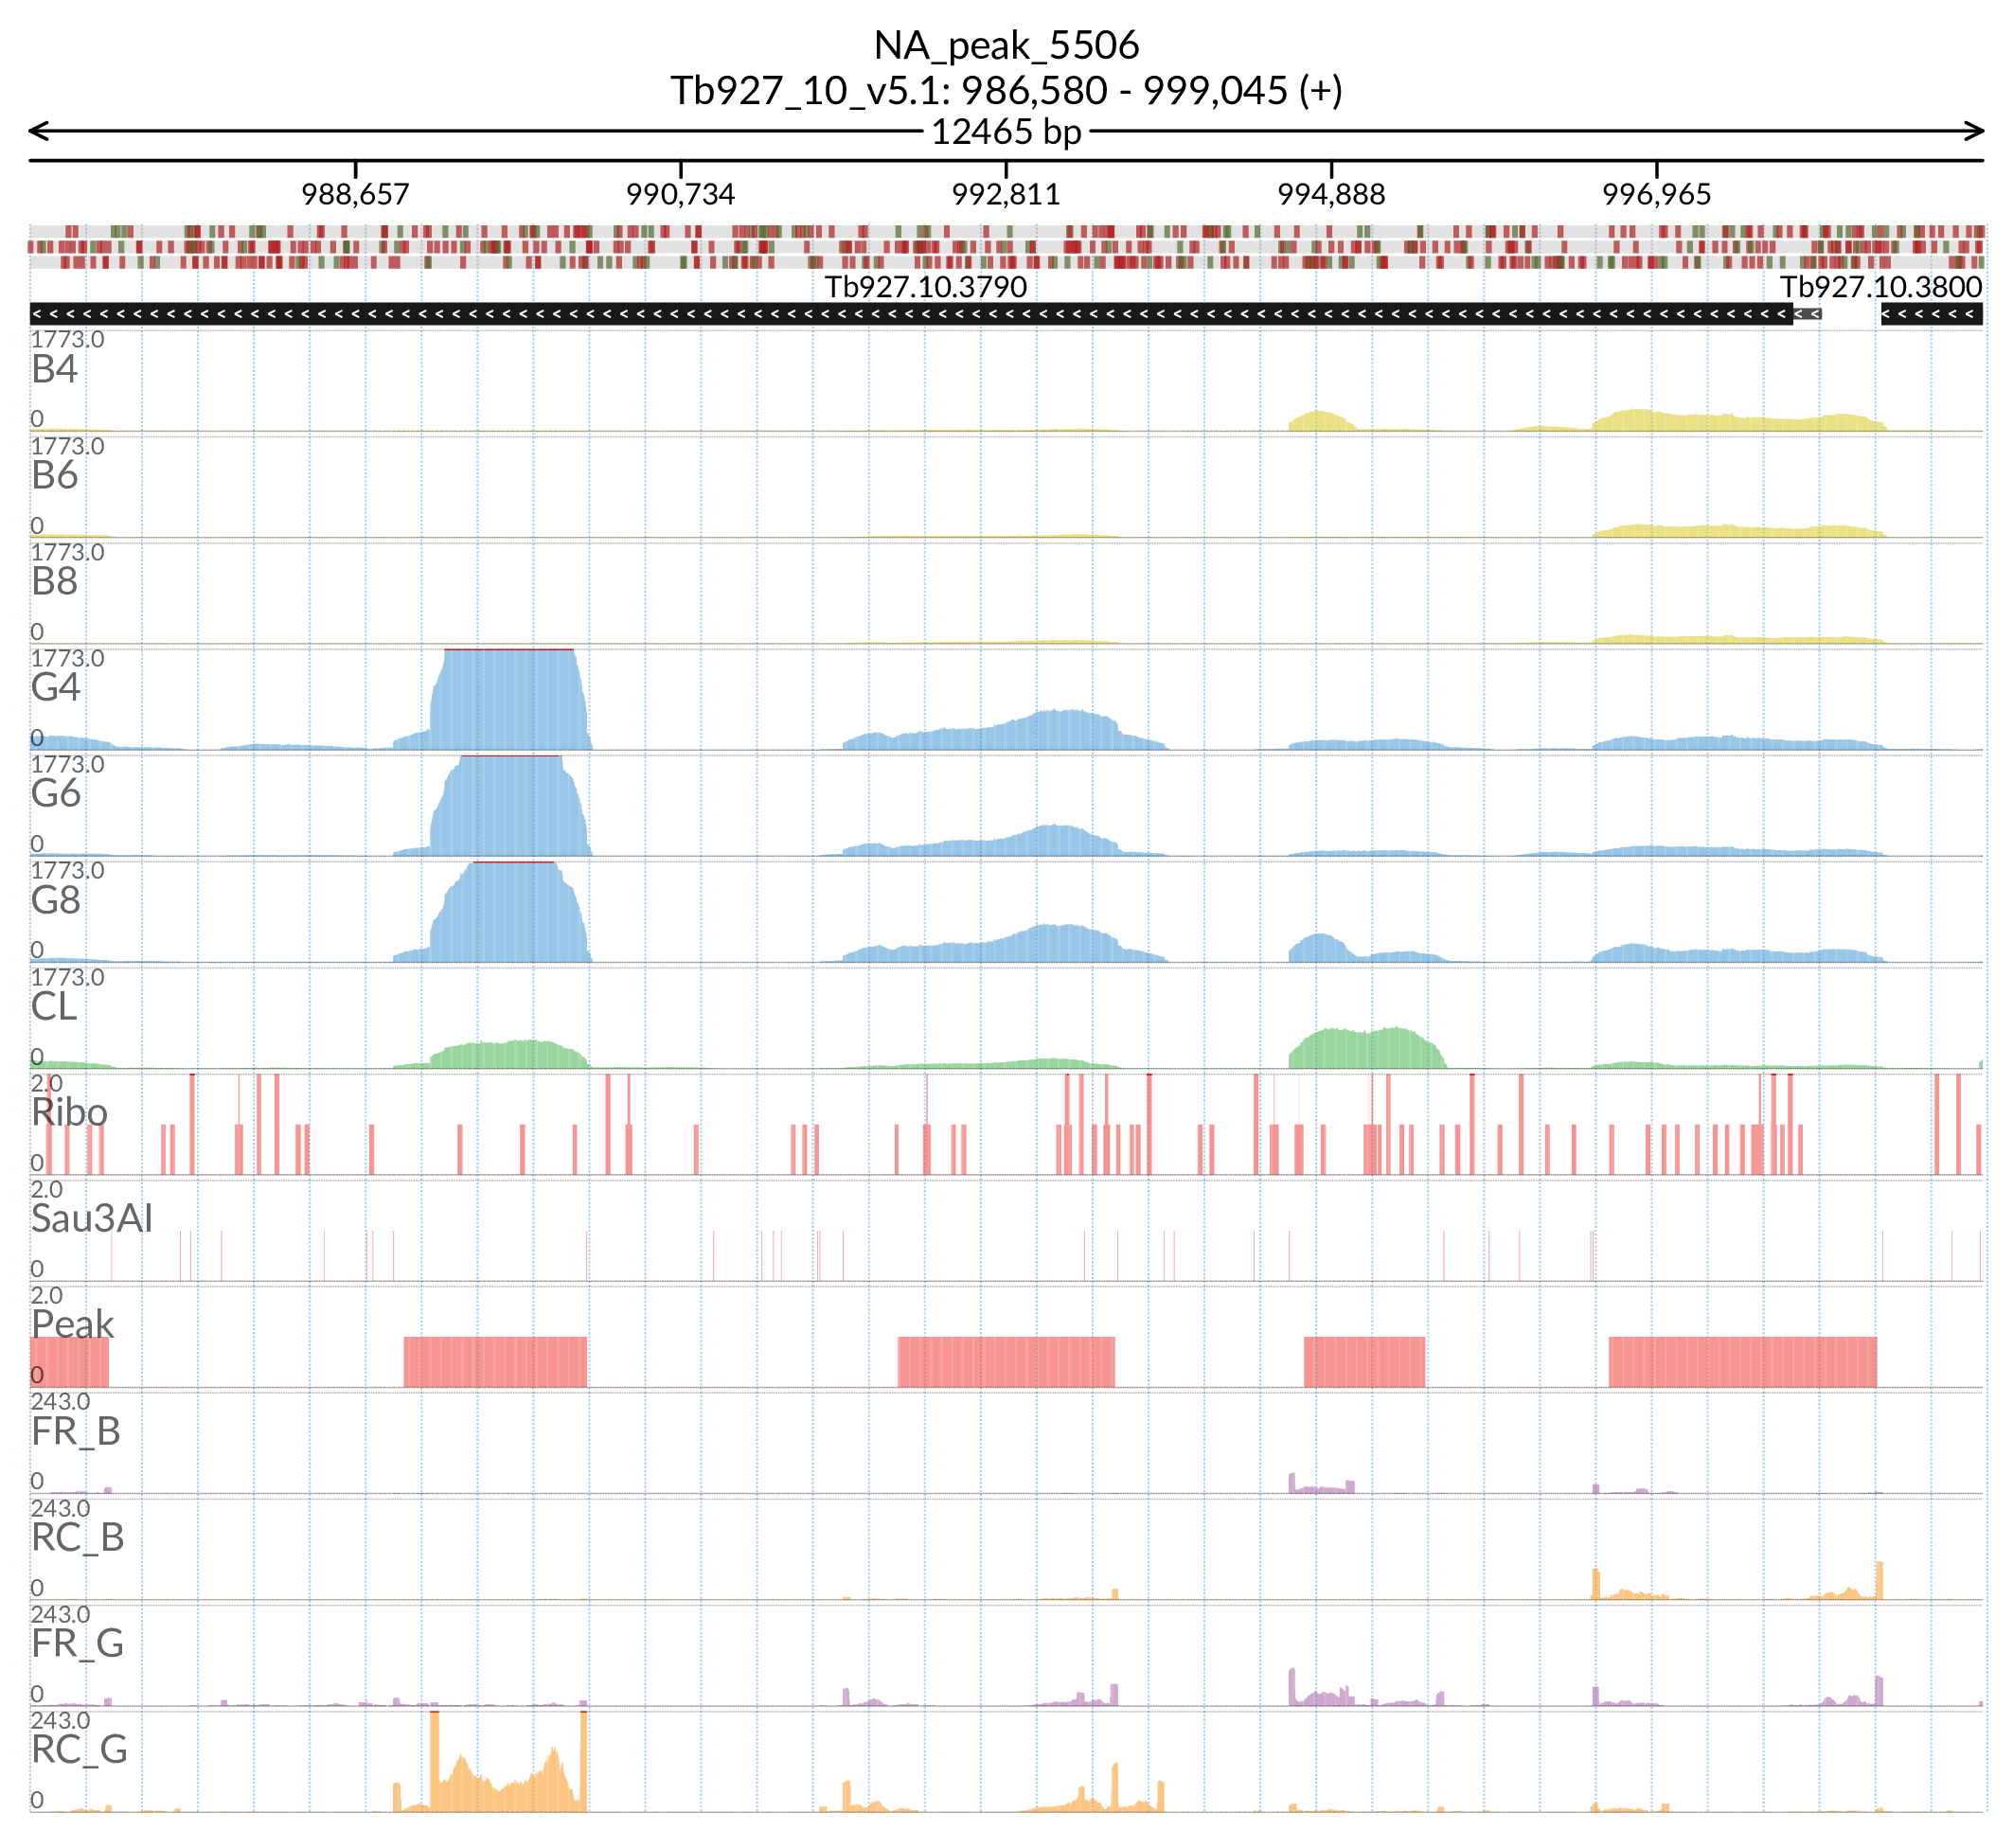 NA_peak_5506
Tb927_10_v5.1: 986,580 - 999,045 (+)
12465 bp
988,657 990,734 992,811 994,888 996,965
Tb927.10.3790 Tb927.10.3800
1773.0
B4
0
1773.0
B6
0
1773.0
B8
0
1773.0
G4
0
1773.0
G6
0
1773.0
G8
0
1773.0
CL
0
2.0
Ribo
0
2.0
Sau3AI
0
2.0
Peak
0
243.0
FR_B
0
243.0
RC_B
0
243.0
FR_G
0
243.0
RC_G
0